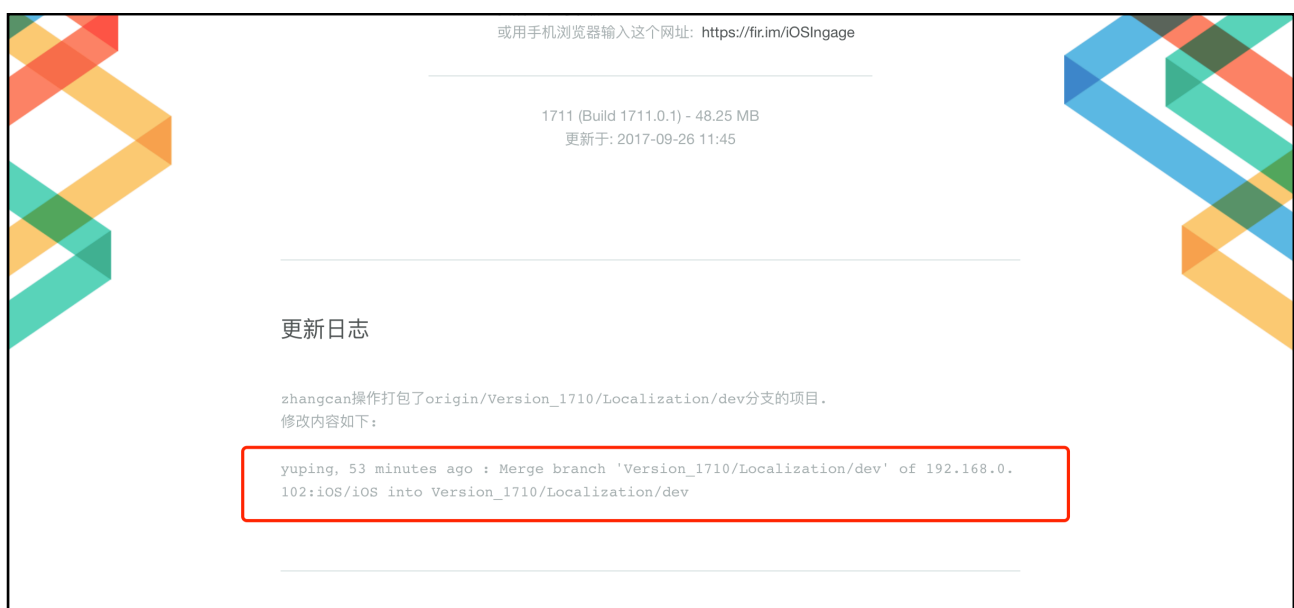 或用手机浏览器输入这个网址: https://fir.im/iOSIngage
1711 (Build 1711.0.1) - 48.25 MB
更新于: 2017-09-26 11:45
更新日志
zhangcan操作打包了origin/Version_1710/Localization/dev分支的项目.
修改内容如下:
yuping, 53 minutes ago : Merge branch 'Version_1710/Localization/dev' of 192.168.0.
102:iOS/iOS into Version_1710/Localization/dev